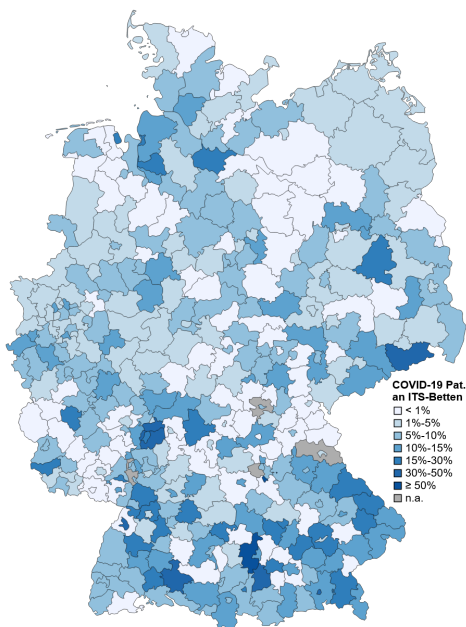 COVID-19 Pat.
an ITS-Betten
< 1%
1%-5%
5%-10%
10%-15%
15%-30%
30%-50%
≥ 50%
n.a.